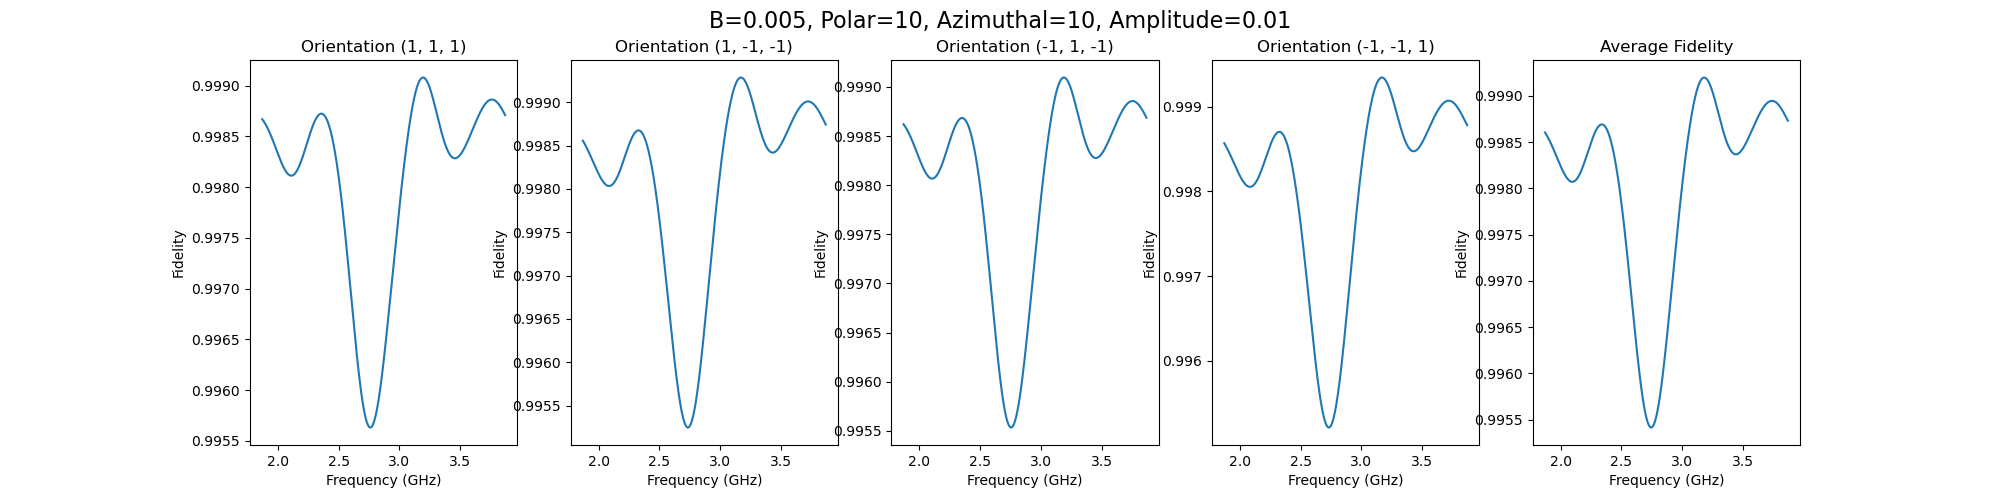 B=0.005, Polar=10, Azimuthal=10, Amplitude=0.01
Orientation (1, 1, 1)
0.9990
0.9985
0.9980
0.9975
0.9970
0.9965
0.9960
0.9955
Fidelity
2.0 2.5 3.0 3.5
Frequency (GHz)
Orientation (1, -1, -1)
0.9990
0.9985
0.9980
0.9975
0.9970
0.9965
0.9960
0.9955
Fidelity
2.0 2.5 3.0 3.5
Frequency (GHz)
Orientation (-1, 1, -1)
0.9990
0.9985
0.9980
0.9975
0.9970
0.9965
0.9960
0.9955
Fidelity
2.0 2.5 3.0 3.5
Frequency (GHz)
Orientation (-1, -1, 1)
0.999
0.998
0.997
0.996
Fidelity
2.0 2.5 3.0 3.5
Frequency (GHz)
Average Fidelity
0.9990
0.9985
0.9980
0.9975
0.9970
0.9965
0.9960
0.9955
Fidelity
2.0 2.5 3.0 3.5
Frequency (GHz)